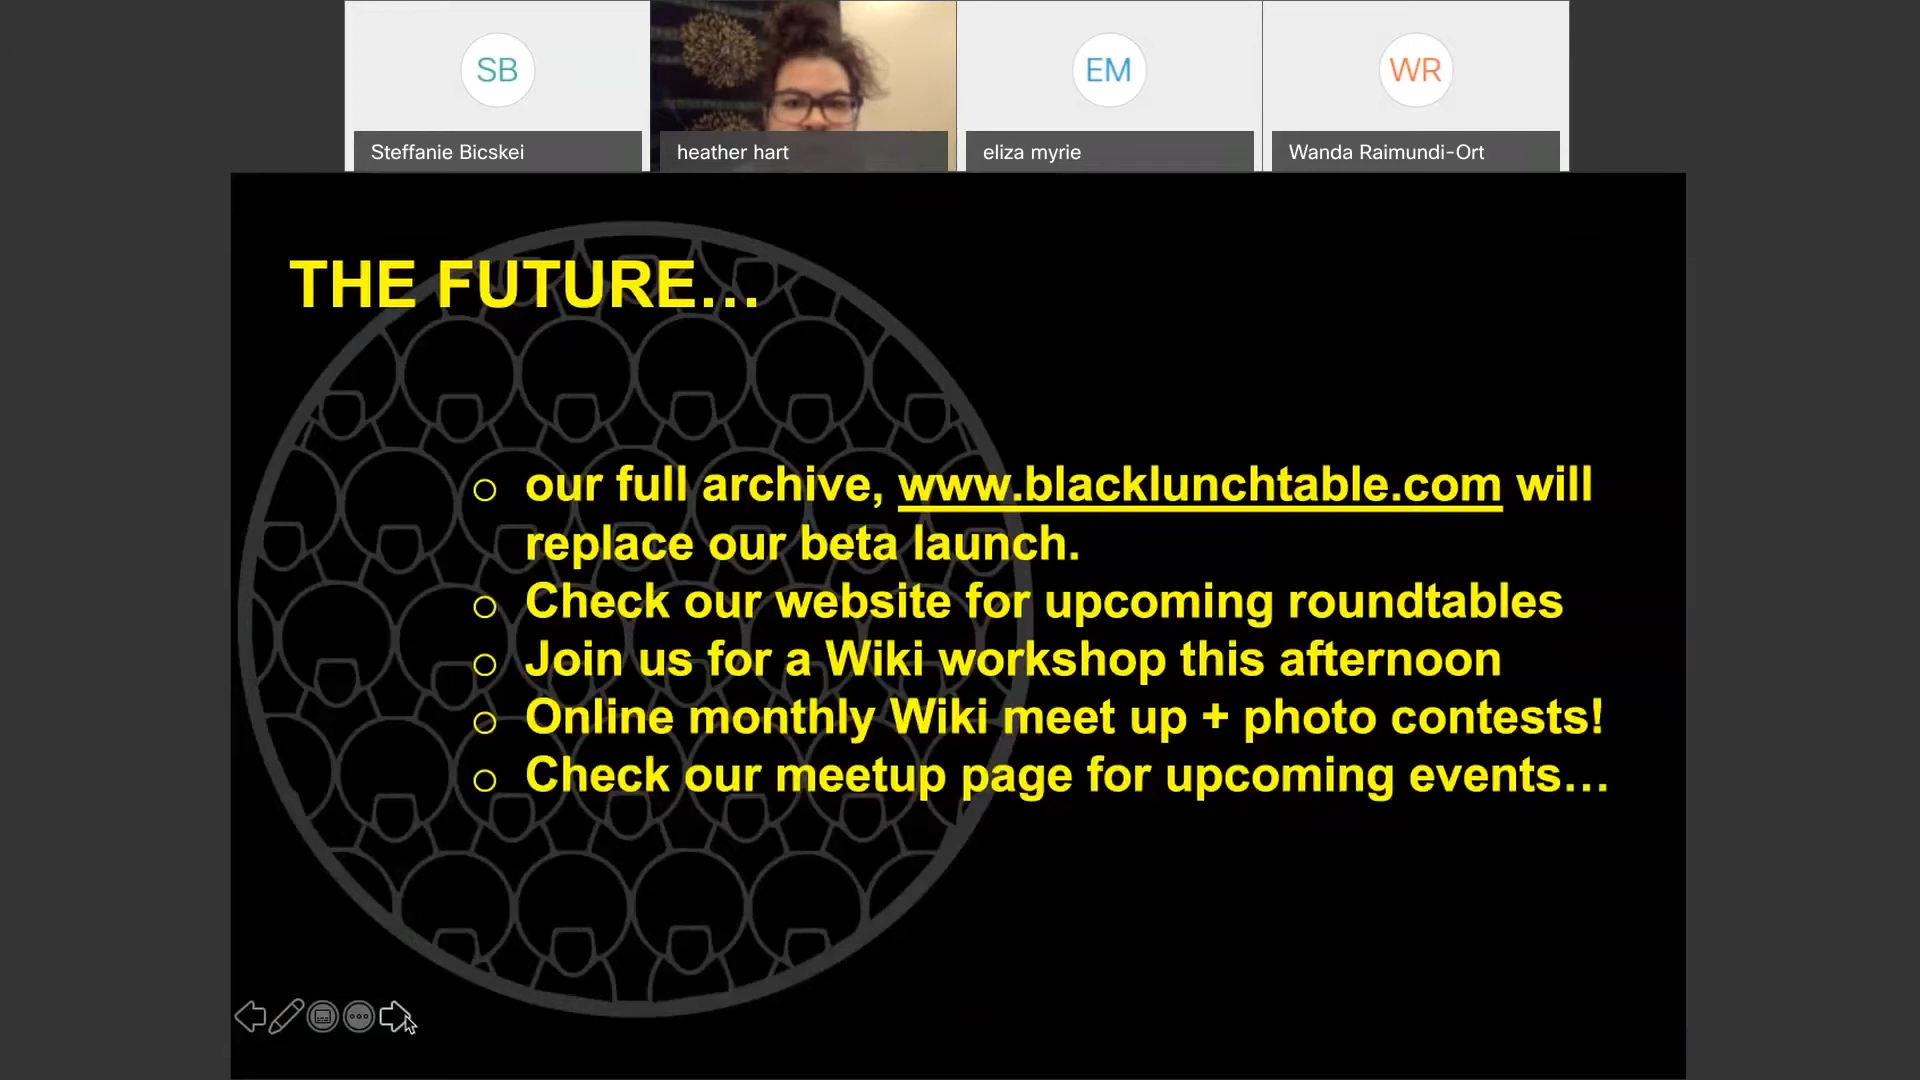 SB
EM
WR
Steffanie Bicskei
heather hart
eliza myrie
Wanda Raimundi-Ort
THE FUTURE...
our full archive, www.blacklunchtable.com will
replace our beta launch.
Check our website for upcoming roundtables
Join us for a Wiki workshop this afternoon
Online monthly Wiki meet up + photo contests!
Check our meetup page for upcoming events...